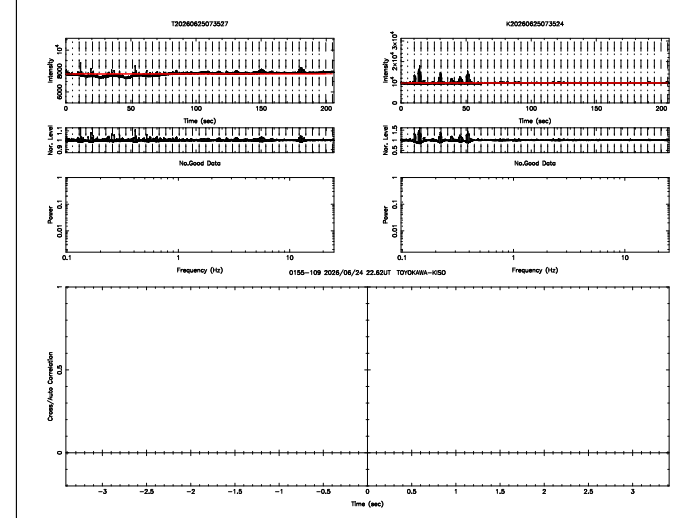 T20260625073527
K20260625073524
Intensity
6000 8000 10⁴
0 50 100 150 200
Time (sec)
Intensity
0 10⁴ 2×10⁴ 3×10⁴
0 50 100 150 200
Time (sec)
Nor. Level
0.9 1 1.1
No.Good Data
Nor. Level
0.5 1 1.5
No.Good Data
Power
0.01 0.1 1
0.1 1 10
Frequency (Hz)
Power
0.01 0.1 1
0.1 1 10
Frequency (Hz)
0155-109 2026/06/24 22.62UT TOYOKAWA-KISO
Cross/Auto Correlation
0 0.5 1
-3 -2.5 -2 -1.5 -1 -0.5 0 0.5 1 1.5 2 2.5 3
Time (sec)